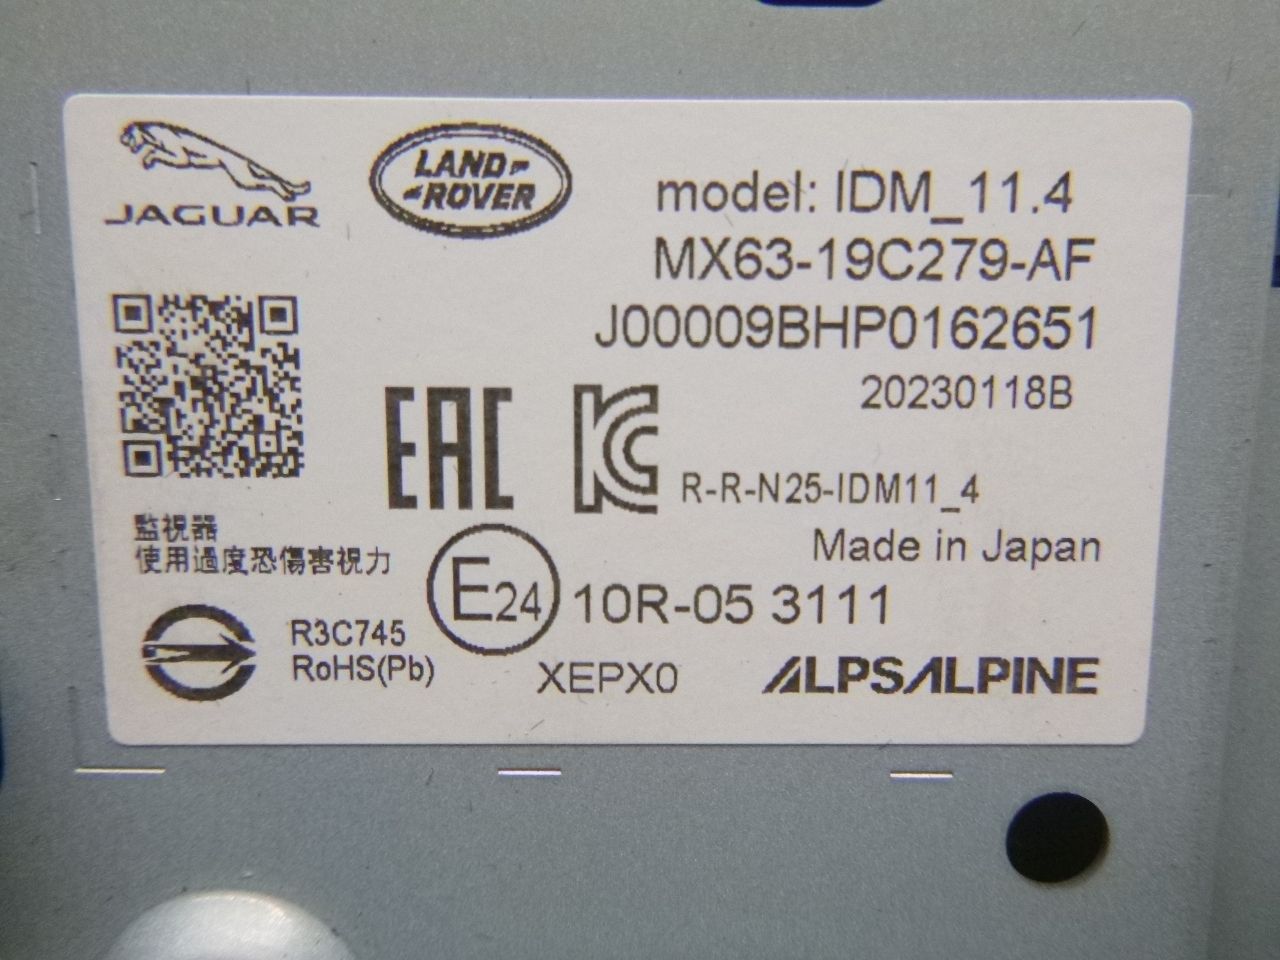 JAGUAR
LAND
ROVER
model: IDM_11.4
MX63-19C279-AF
J00009BHP0162651
20230118B
EAC
R-R-N25-IDM11_4
Made in Japan
監視器
使用過度恐傷害視力
E24 10R-05 3111
R3C745
RoHS(Pb)
XEPX0
ALPSALPINE